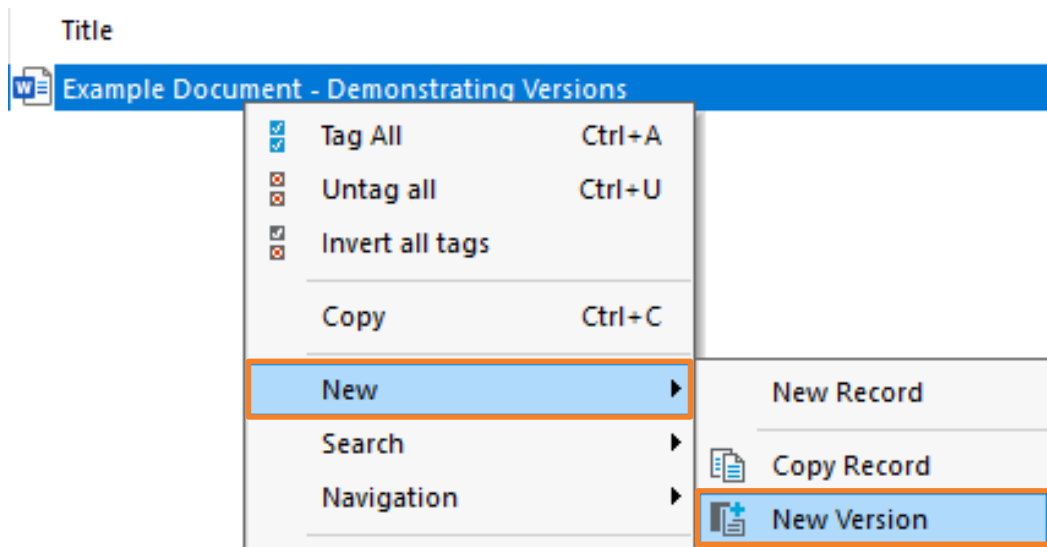 Title
Example Document - Demonstrating Versions
Tag All Ctrl+A
Untag all Ctrl+U
Invert all tags
Copy Ctrl+C
New
Search
Navigation
New Record
Copy Record
New Version